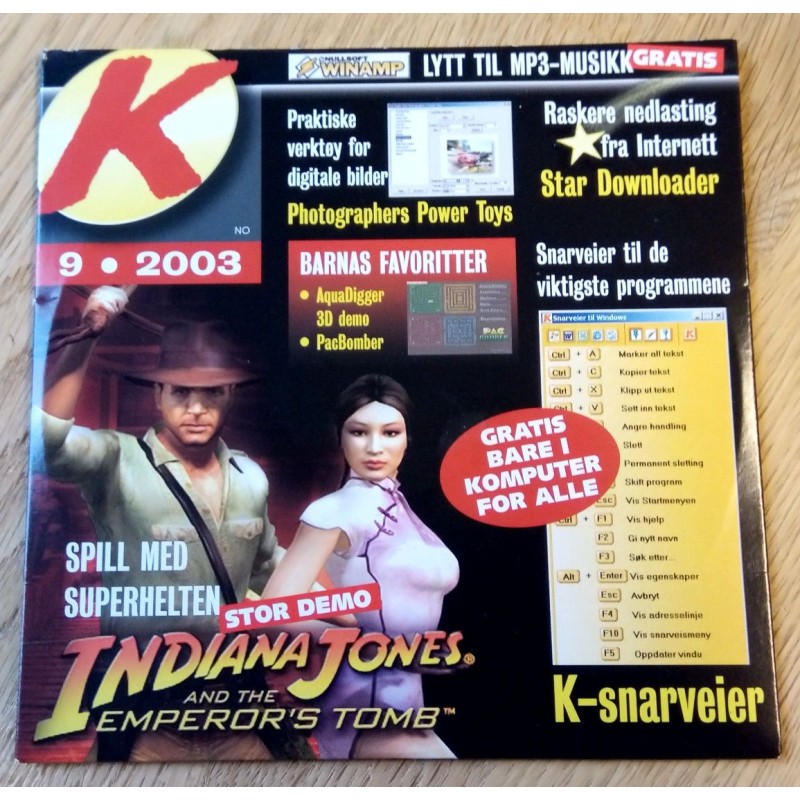 K
NO
9 • 2003
NULLSOFT
WINAMP
LYTT TIL MP3-MUSIKK
GRATIS
Praktiske
verktøy for
digitale bilder
Photographers Power Toys
Raskere nedlasting
fra Internett
Star Downloader
BARNAS FAVORITTER
• AquaDigger
3D demo
• PacBomber
PAC
Snarveier til de
viktigste programmene
Snarveier til Windows
Ctrl + A Marker alt tekst
Ctrl + C Kopier tekst
Ctrl + X Klipp ut tekst
Ctrl + V Sett inn tekst
Angre handling
Slett
Permanent sletting
Skift program
Esc Vis Startmenyen
Ctrl + F1 Vis hjelp
F2 Gi nytt navn
F3 Søk etter...
Alt + Enter Vis egenskaper
Esc Avbryt
F4 Vis adresselinje
F10 Vis snarveismeny
F5 Oppdater vindu
K-snarveier
GRATIS
BARE I
KOMPUTER
FOR ALLE
SPILL MED
SUPERHELTEN
STOR DEMO
INDIANA JONES®
AND THE
EMPEROR'S TOMB™